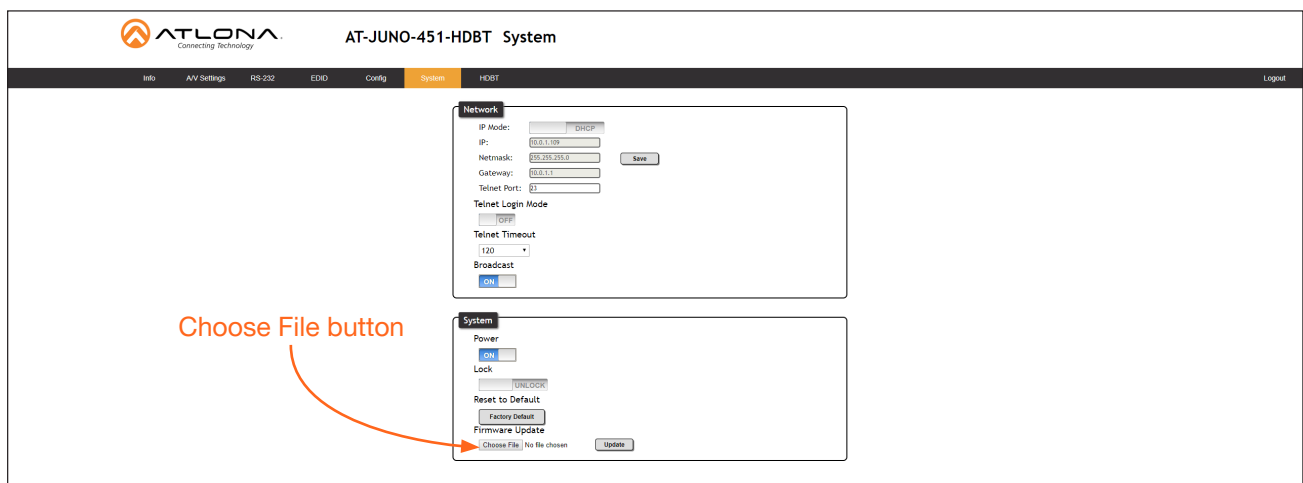 ATLONA.
Connecting Technology
AT-JUNO-451-HDBT System
Info A/V Settings RS-232 EDID Config System HDBT Logout
Network
IP Mode: DHCP
IP: 10.0.1.109
Netmask: 255.255.255.0 Save
Gateway: 10.0.1.1
Telnet Port: 23
Telnet Login Mode
OFF
Telnet Timeout
120
Broadcast
ON
Choose File button
System
Power
ON
Lock
UNLOCK
Reset to Default
Factory Default
Firmware Update
Choose File No file chosen Update